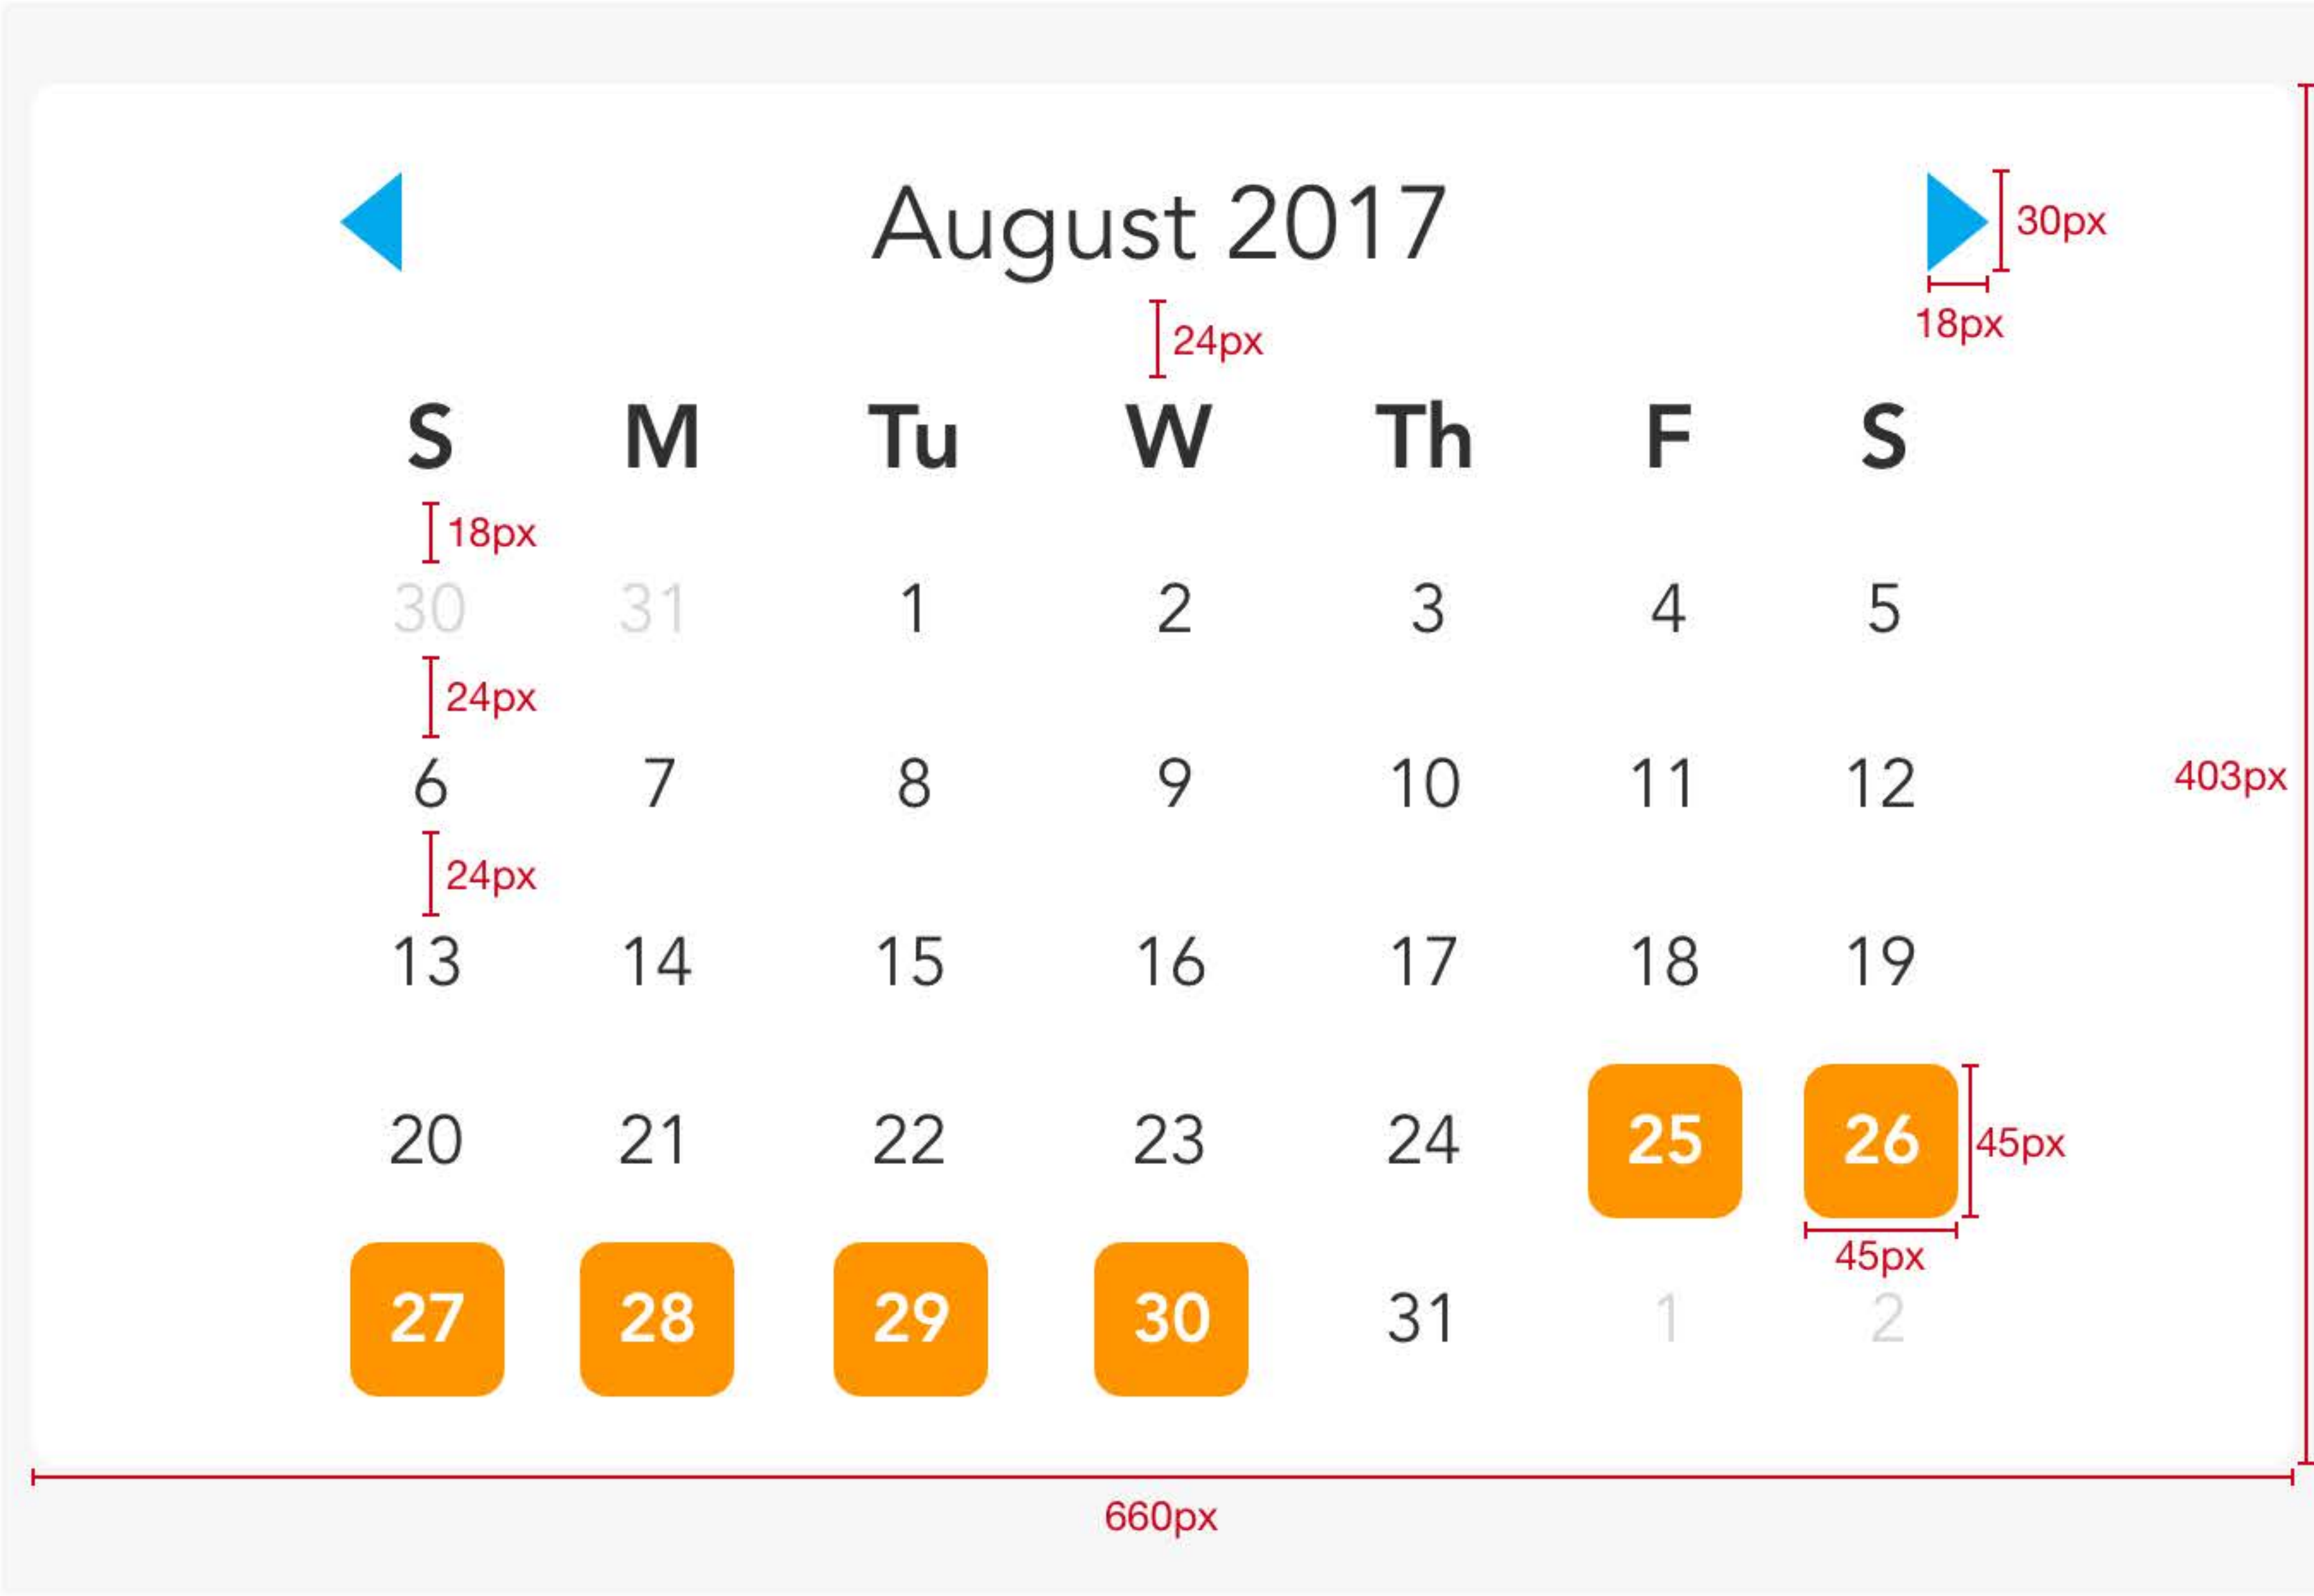 August 2017
30px
18px
24px
S M Tu W Th F S
18px
30 31 1 2 3 4 5
24px
6 7 8 9 10 11 12
403px
24px
13 14 15 16 17 18 19
20 21 22 23 24 25 26
45px
45px
27 28 29 30 31 1 2
660px